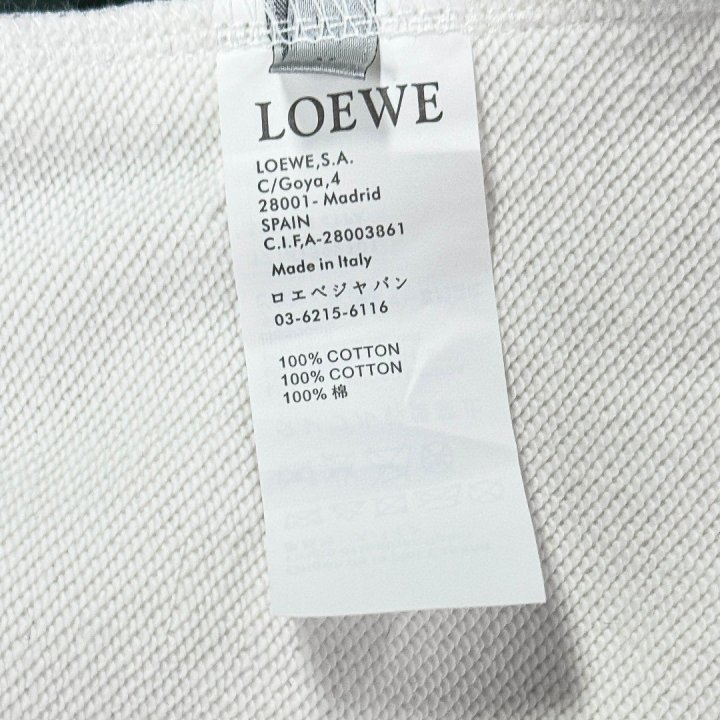 LOEWE
LOEWE,S.A.
C/Goya,4
28001- Madrid
SPAIN
C.I.F,A-28003861
Made in Italy
ロエベジャパン
03-6215-6116
100% COTTON
100% COTTON
100% 棉